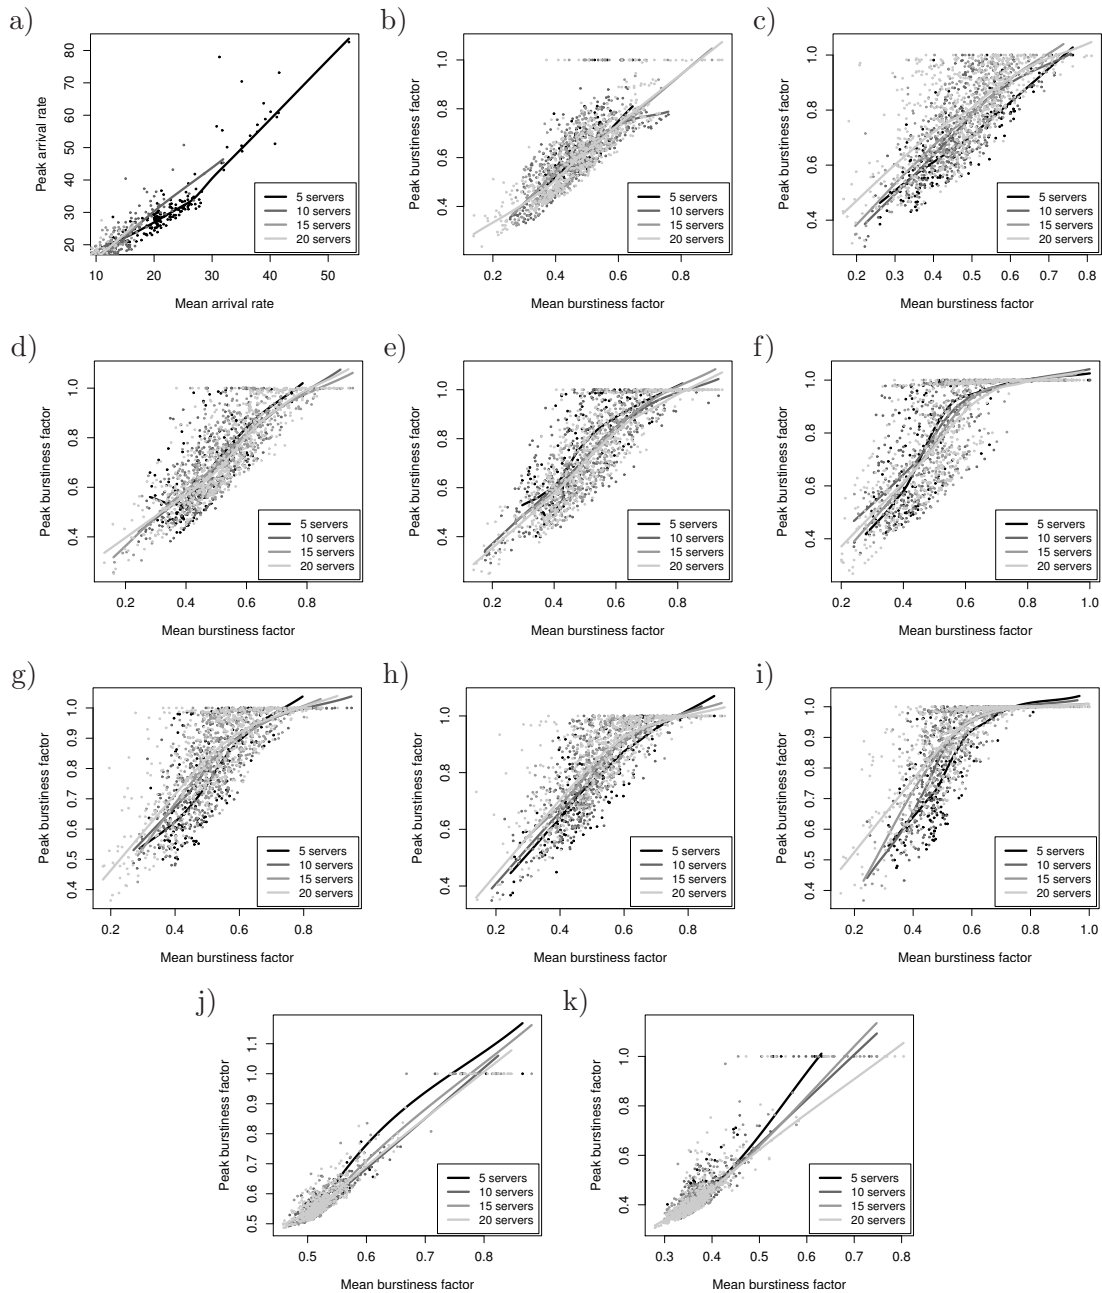 a)
Peak arrival rate
20 30 40 50 60 70 80
10 20 30 40 50
Mean arrival rate
5 servers
10 servers
15 servers
20 servers
b)
Peak burstiness factor
0.4 0.6 0.8 1.0
0.2 0.4 0.6 0.8
Mean burstiness factor
5 servers
10 servers
15 servers
20 servers
c)
Peak burstiness factor
0.4 0.6 0.8 1.0
0.2 0.3 0.4 0.5 0.6 0.7 0.8
Mean burstiness factor
5 servers
10 servers
15 servers
20 servers
d)
Peak burstiness factor
0.4 0.6 0.8 1.0
0.2 0.4 0.6 0.8
Mean burstiness factor
5 servers
10 servers
15 servers
20 servers
e)
Peak burstiness factor
0.4 0.6 0.8 1.0
0.2 0.4 0.6 0.8
Mean burstiness factor
5 servers
10 servers
15 servers
20 servers
f)
Peak burstiness factor
0.4 0.6 0.8 1.0
0.2 0.4 0.6 0.8 1.0
Mean burstiness factor
5 servers
10 servers
15 servers
20 servers
g)
Peak burstiness factor
0.4 0.5 0.6 0.7 0.8 0.9 1.0
0.2 0.4 0.6 0.8
Mean burstiness factor
5 servers
10 servers
15 servers
20 servers
h)
Peak burstiness factor
0.4 0.6 0.8 1.0
0.2 0.4 0.6 0.8
Mean burstiness factor
5 servers
10 servers
15 servers
20 servers
i)
Peak burstiness factor
0.4 0.5 0.6 0.7 0.8 0.9 1.0
0.2 0.4 0.6 0.8 1.0
Mean burstiness factor
5 servers
10 servers
15 servers
20 servers
j)
Peak burstiness factor
0.5 0.6 0.7 0.8 0.9 1.0 1.1
0.5 0.6 0.7 0.8
Mean burstiness factor
5 servers
10 servers
15 servers
20 servers
k)
Peak burstiness factor
0.4 0.6 0.8 1.0
0.3 0.4 0.5 0.6 0.7 0.8
Mean burstiness factor
5 servers
10 servers
15 servers
20 servers